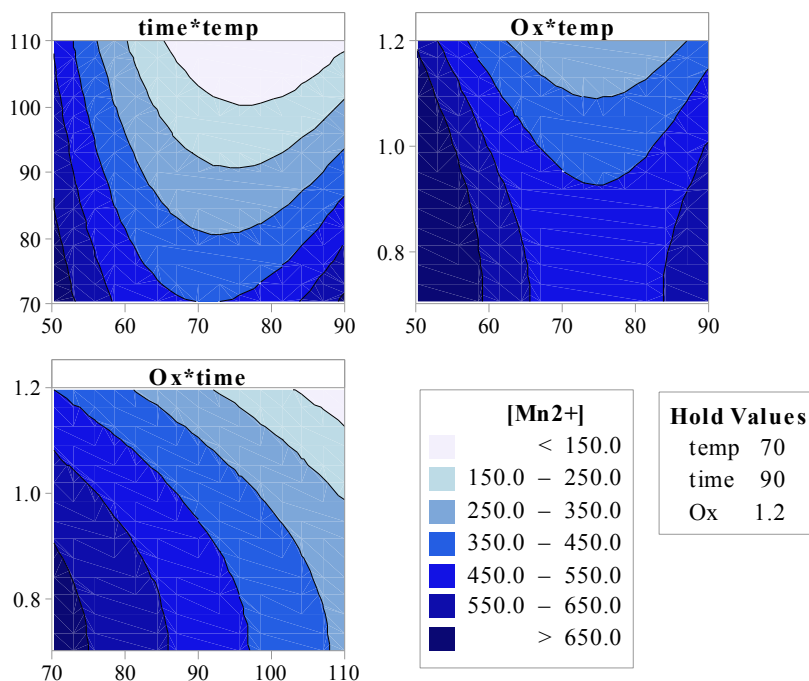 time*temp
110
100
90
80
70
50 60 70 80 90
Ox*temp
1.2
1.0
0.8
50 60 70 80 90
Ox*time
1.2
1.0
0.8
70 80 90 100 110
[Mn2+]
< 150.0
150.0 – 250.0
250.0 – 350.0
350.0 – 450.0
450.0 – 550.0
550.0 – 650.0
> 650.0
Hold Values
temp 70
time 90
Ox 1.2